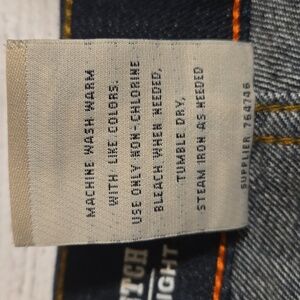 MACHINE WASH WARM
WITH LIKE COLORS.
USE ONLY NON-CHLORINE
BLEACH WHEN NEEDED,
TUMBLE DRY,
STEAM IRON AS NEEDED
SUPPLIER 764746